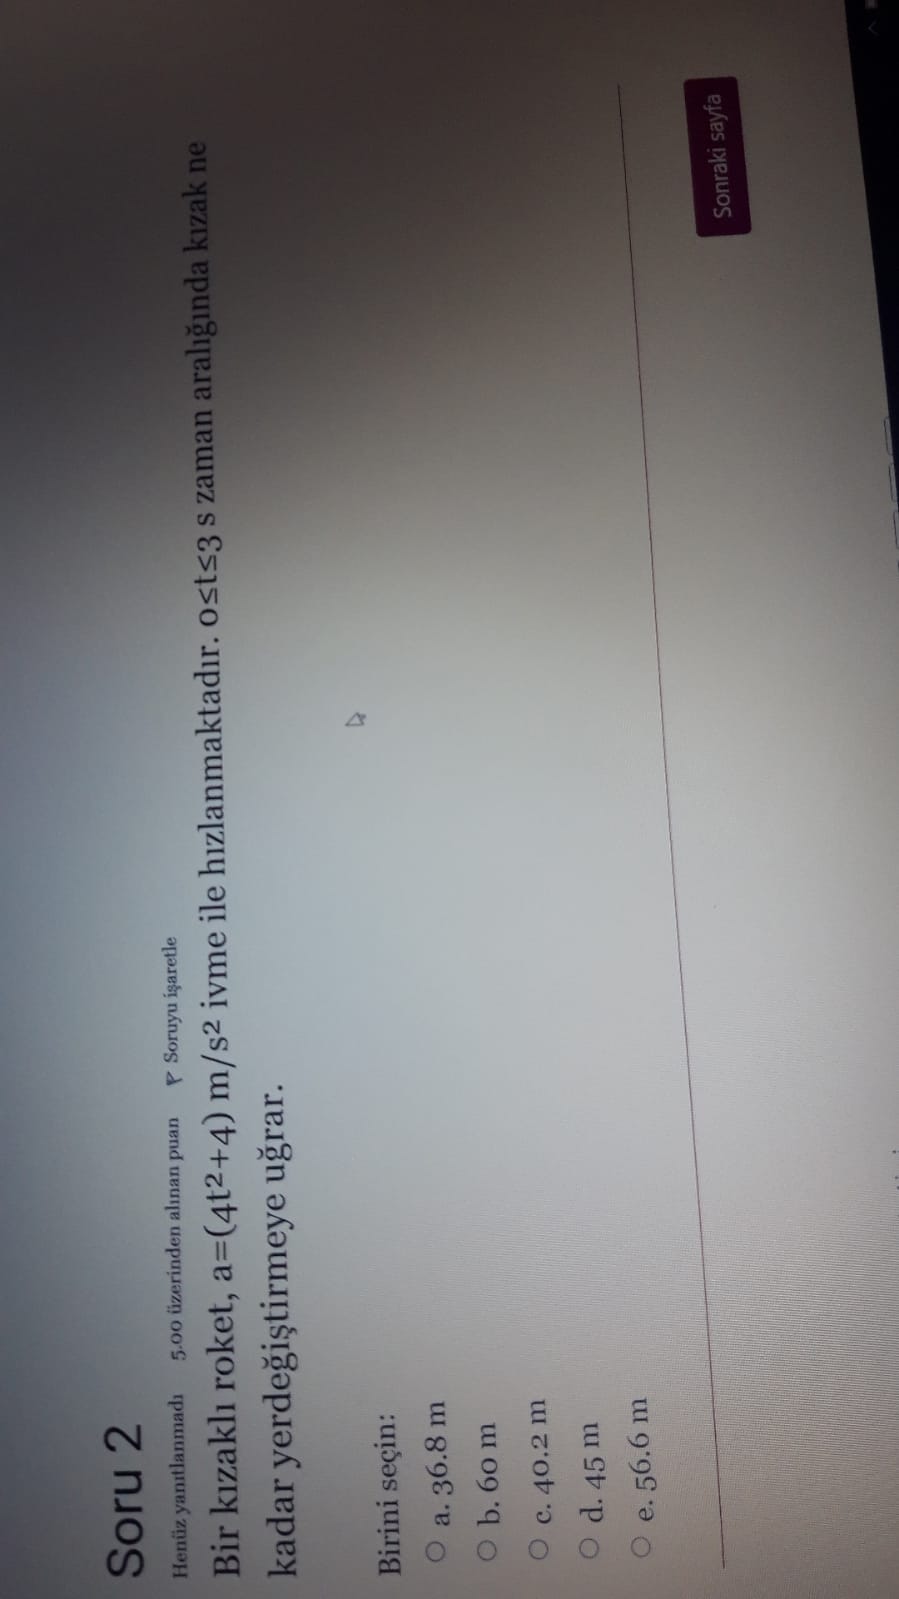 Soru 2
Henüz yanıtlanmadı 5.00 üzerinden alınan puan Soruyu işaretle
Bir kızaklı roket, a=(4t²+4) m/s² ivme ile hızlanmaktadır. 0≤t≤3 s zaman aralığında kızak ne
kadar yerdeğiştirmeye uğrar.
Birini seçin:
a. 36.8 m
b. 60 m
c. 40.2 m
d. 45 m
e. 56.6 m
Sonraki sayfa